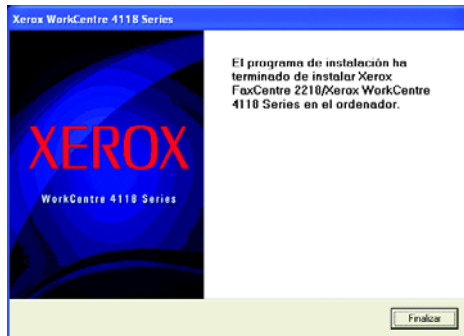 Xerox WorkCentre 4118 Series
El programa de instalación ha
terminado de instalar Xerox
FaxCentre 2218/Xerox WorkCentre
4118 Series en el ordenador.
XEROX
WorkCentre 4118 Series
Finalizar